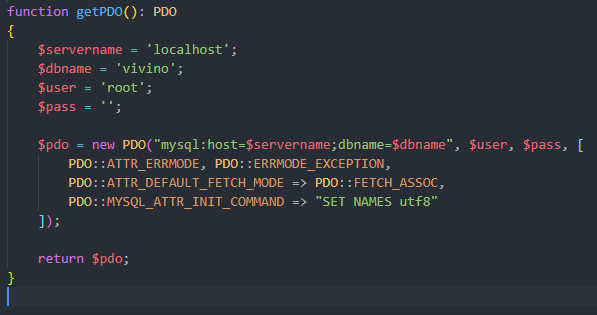 function getPDO(): PDO
{
    $servername = 'localhost';
    $dbname = 'vivino';
    $user = 'root';
    $pass = '';

    $pdo = new PDO("mysql:host=$servername;dbname=$dbname", $user, $pass, [
        PDO::ATTR_ERRMODE, PDO::ERRMODE_EXCEPTION,
        PDO::ATTR_DEFAULT_FETCH_MODE => PDO::FETCH_ASSOC,
        PDO::MYSQL_ATTR_INIT_COMMAND => "SET NAMES utf8"
    ]);

    return $pdo;
}